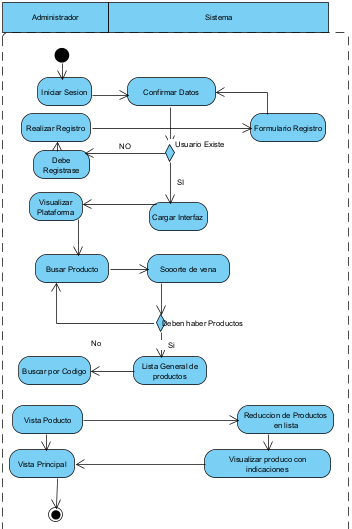 Administrador
Sistema
Iniciar Sesion
Confirmar Datos
Realizar Registro
Formulario Registro
Usuario Existe
NO
Debe
Registrase
SI
Visualizar
Plataforma
Cargar Interfaz
Busar Producto
Sooorte de vena
Deben haber Productos
No
Si
Buscar por Codigo
Lista General de
productos
Vista Poducto
Reduccion de Productos
en lista
Vista Principal
Visualizar produco con
indicaciones